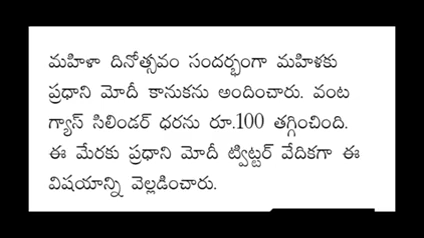 మహిళా దినోత్సవం సందర్భంగా మహిళకు
ప్రధాని మోదీ కానుకను అందించారు. వంట
గ్యాస్ సిలిండర్ ధరను రూ.100 తగ్గించింది.
ఈ మేరకు ప్రధాని మోదీ ట్విట్టర్ వేదికగా ఈ
విషయాన్ని వెల్లడించారు.